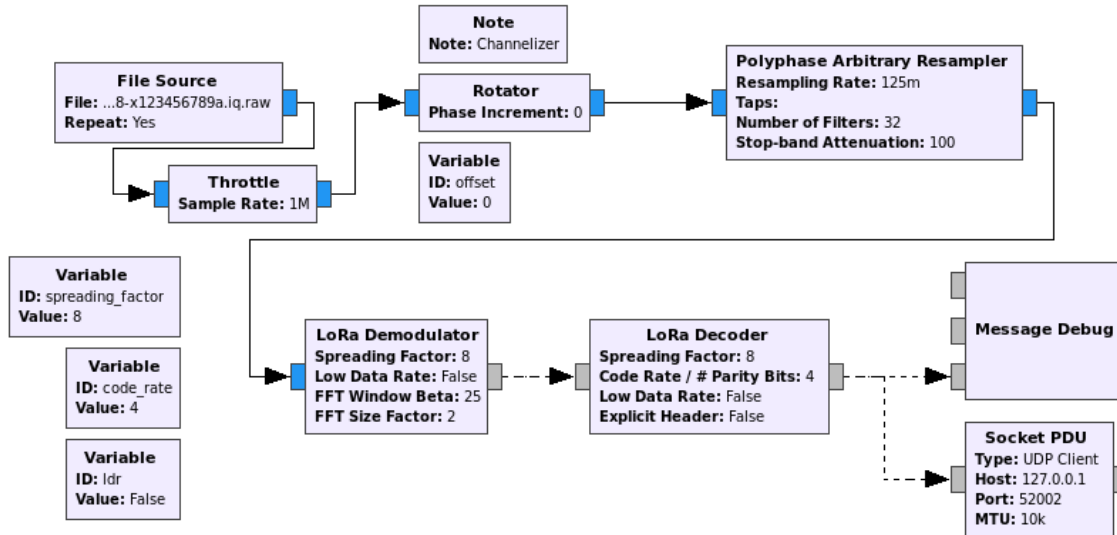 Note
Note: Channelizer
File Source
File: ...8-x123456789a.iq.raw
Repeat: Yes
Rotator
Phase Increment: 0
Polyphase Arbitrary Resampler
Resampling Rate: 125m
Taps:
Number of Filters: 32
Stop-band Attenuation: 100
Throttle
Sample Rate: 1M
Variable
ID: offset
Value: 0
Variable
ID: spreading_factor
Value: 8
Variable
ID: code_rate
Value: 4
Variable
ID: ldr
Value: False
LoRa Demodulator
Spreading Factor: 8
Low Data Rate: False
FFT Window Beta: 25
FFT Size Factor: 2
LoRa Decoder
Spreading Factor: 8
Code Rate / # Parity Bits: 4
Low Data Rate: False
Explicit Header: False
Message Debug
Socket PDU
Type: UDP Client
Host: 127.0.0.1
Port: 52002
MTU: 10k